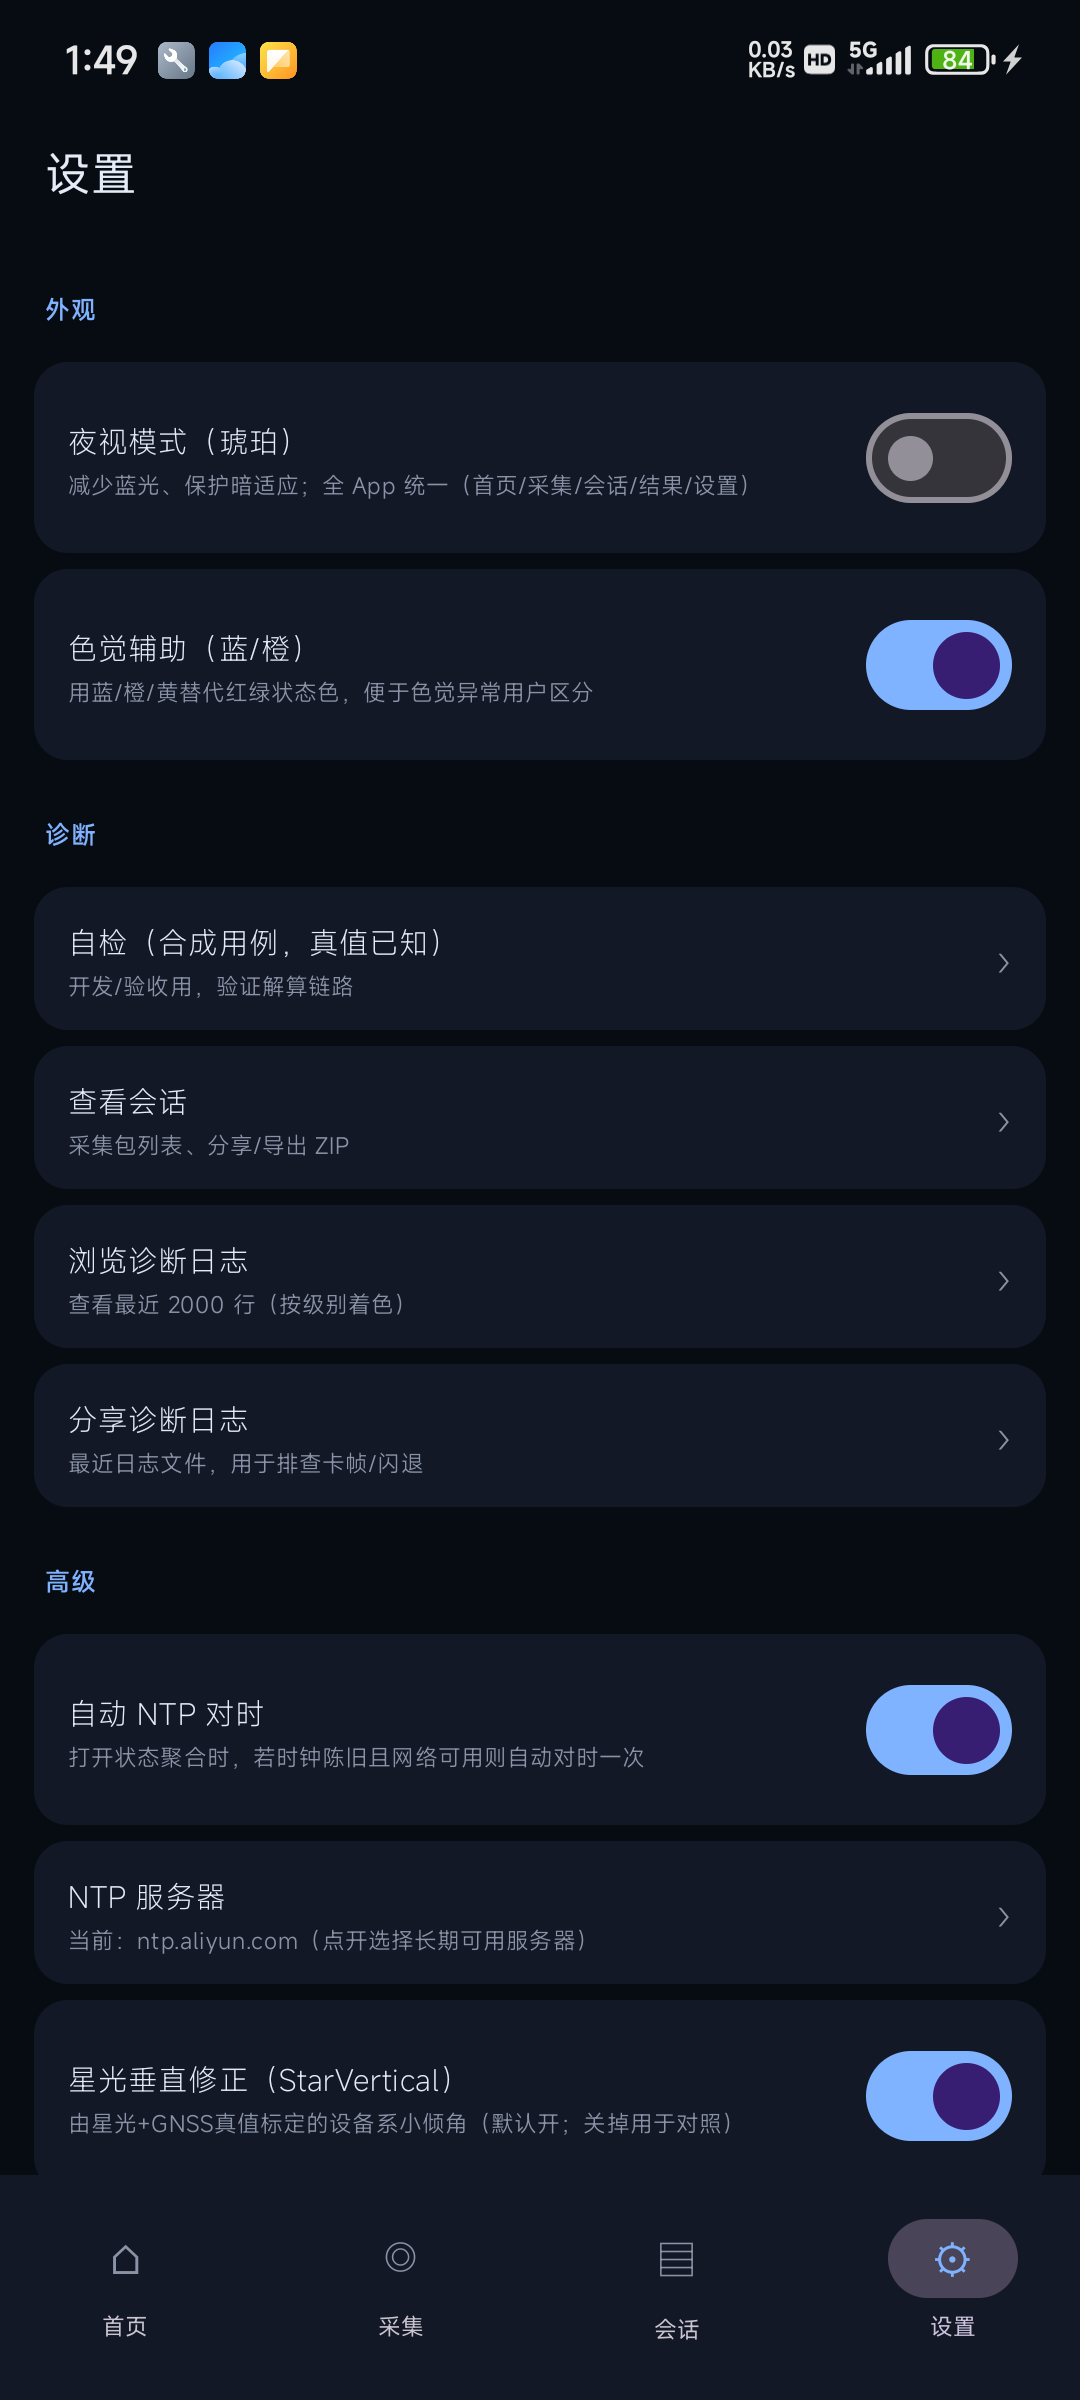 1:49
0.03 KB/s HD 5G 84
设置
外观
夜视模式（琥珀）
减少蓝光、保护暗适应；全 App 统一（首页/采集/会话/结果/设置）
色觉辅助（蓝/橙）
用蓝/橙/黄替代红绿状态色，便于色觉异常用户区分
诊断
自检（合成用例，真值已知）
开发/验收用，验证解算链路
查看会话
采集包列表、分享/导出 ZIP
浏览诊断日志
查看最近 2000 行（按级别着色）
分享诊断日志
最近日志文件，用于排查卡帧/闪退
高级
自动 NTP 对时
打开状态聚合时，若时钟陈旧且网络可用则自动对时一次
NTP 服务器
当前：ntp.aliyun.com（点开选择长期可用服务器）
星光垂直修正（StarVertical）
由星光+GNSS真值标定的设备系小倾角（默认开；关掉用于对照）
首页
采集
会话
设置